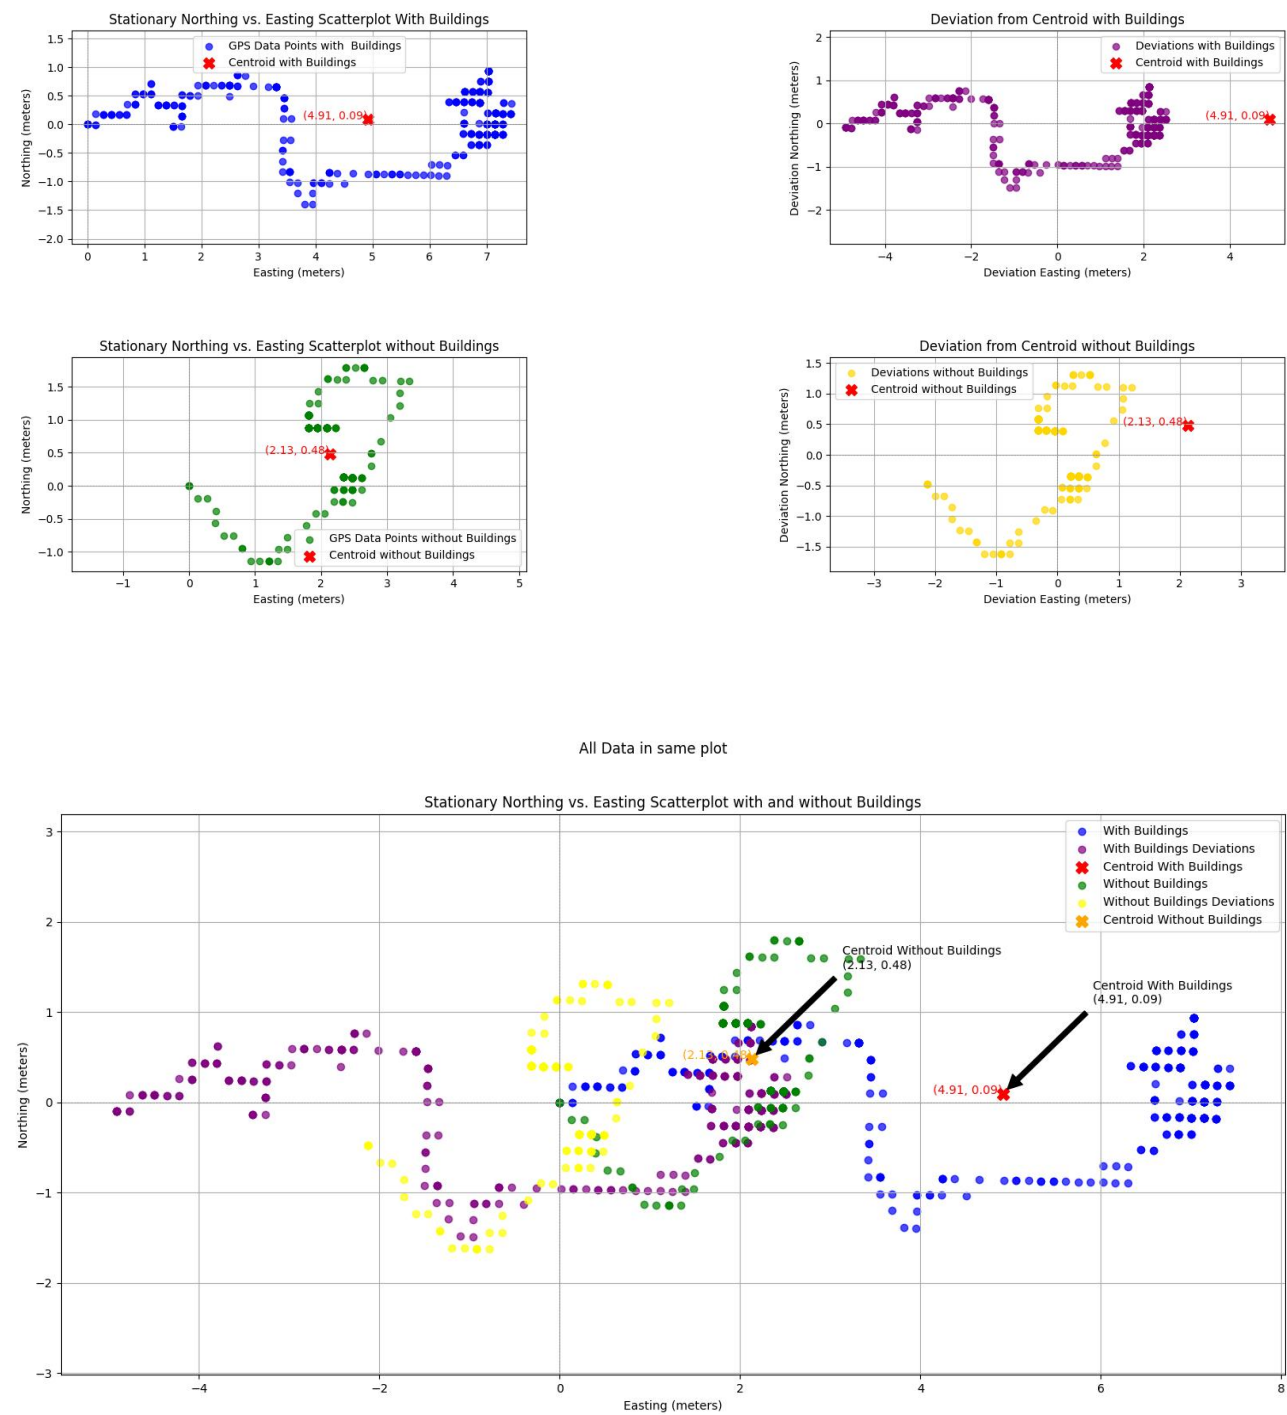 Stationary Northing vs. Easting Scatterplot With Buildings
GPS Data Points with  Buildings
Centroid with Buildings
(4.91, 0.09)
1.5
1.0
0.5
0.0
−0.5
−1.0
−1.5
−2.0
Northing (meters)
0 1 2 3 4 5 6 7
Easting (meters)
Deviation from Centroid with Buildings
Deviations with Buildings
Centroid with Buildings
(4.91, 0.09)
2
1
0
−1
−2
Deviation Northing (meters)
−4 −2 0 2 4
Deviation Easting (meters)
Stationary Northing vs. Easting Scatterplot without Buildings
(2.13, 0.48)
GPS Data Points without Buildings
Centroid without Buildings
1.5
1.0
0.5
0.0
−0.5
−1.0
Northing (meters)
−1 0 1 2 3 4 5
Easting (meters)
Deviation from Centroid without Buildings
Deviations without Buildings
Centroid without Buildings
(2.13, 0.48)
1.5
1.0
0.5
0.0
−0.5
−1.0
−1.5
Deviation Northing (meters)
−3 −2 −1 0 1 2 3
Deviation Easting (meters)
All Data in same plot
Stationary Northing vs. Easting Scatterplot with and without Buildings
With Buildings
With Buildings Deviations
Centroid With Buildings
Without Buildings
Without Buildings Deviations
Centroid Without Buildings
Centroid Without Buildings
(2.13, 0.48)
Centroid With Buildings
(4.91, 0.09)
(2.13, 0.48)
(4.91, 0.09)
3
2
1
0
−1
−2
−3
Northing (meters)
−4 −2 0 2 4 6 8
Easting (meters)